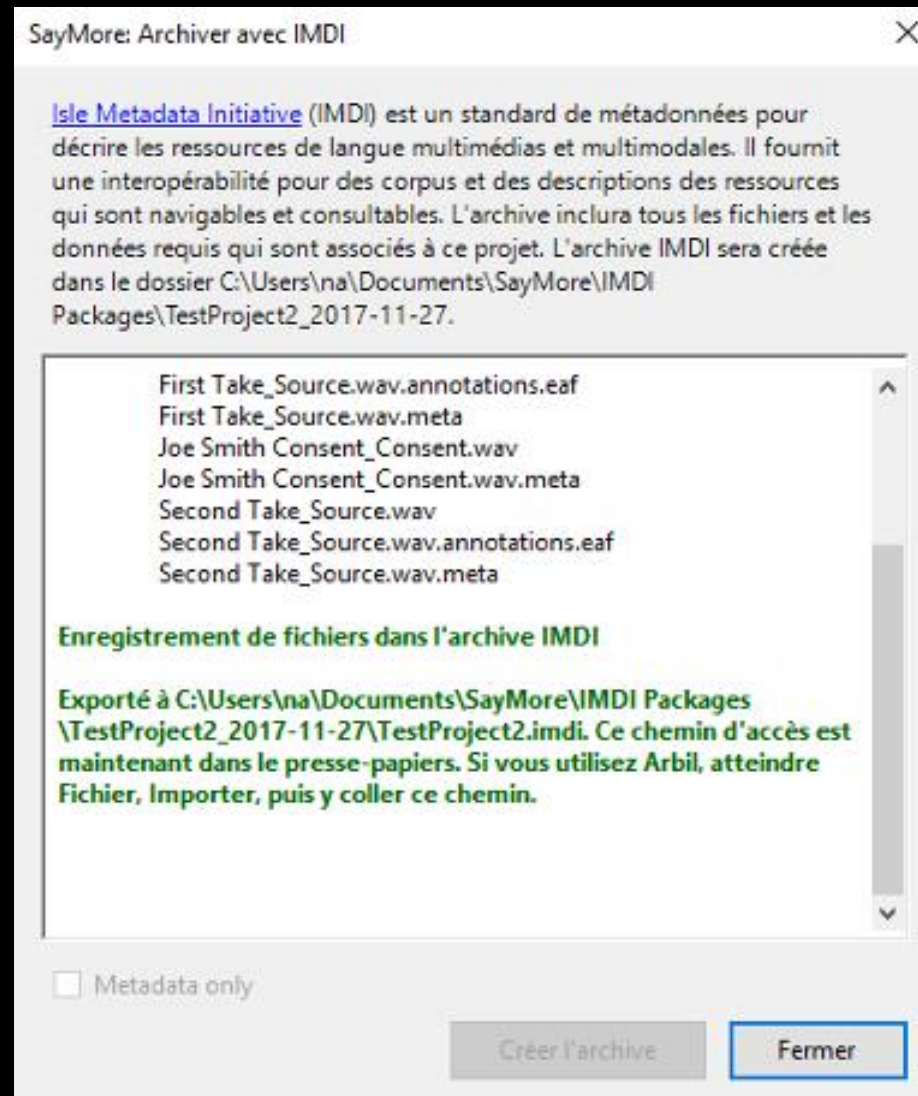 SayMore: Archiver avec IMDI
Isle Metadata Initiative (IMDI) est un standard de métadonnées pour
décrire les ressources de langue multimédias et multimodales. Il fournit
une interopérabilité pour des corpus et des descriptions des ressources
qui sont navigables et consultables. L'archive inclura tous les fichiers et les
données requis qui sont associés à ce projet. L'archive IMDI sera créée
dans le dossier C:\Users\na\Documents\SayMore\IMDI
Packages\TestProject2_2017-11-27.
First Take_Source.wav.annotations.eaf
First Take_Source.wav.meta
Joe Smith Consent_Consent.wav
Joe Smith Consent_Consent.wav.meta
Second Take_Source.wav
Second Take_Source.wav.annotations.eaf
Second Take_Source.wav.meta
Enregistrement de fichiers dans l'archive IMDI
Exporté à C:\Users\na\Documents\SayMore\IMDI Packages
\TestProject2_2017-11-27\TestProject2.imdi. Ce chemin d'accès est
maintenant dans le presse-papiers. Si vous utilisez Arbil, atteindre
Fichier, Importer, puis y coller ce chemin.
Metadata only
Créer l'archive
Fermer